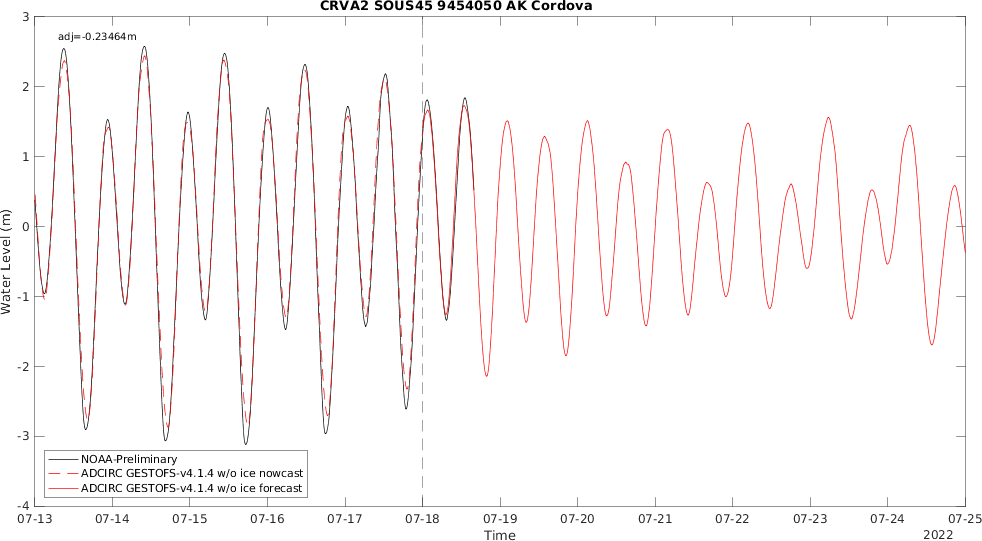 CRVA2 SOUS45 9454050 AK Cordova
adj=-0.23464m
3
2
1
0
-1
-2
-3
-4
Water Level (m)
NOAA-Preliminary
ADCIRC GESTOFS-v4.1.4 w/o ice nowcast
ADCIRC GESTOFS-v4.1.4 w/o ice forecast
07-13 07-14 07-15 07-16 07-17 07-18 07-19 07-20 07-21 07-22 07-23 07-24 07-25
Time
2022